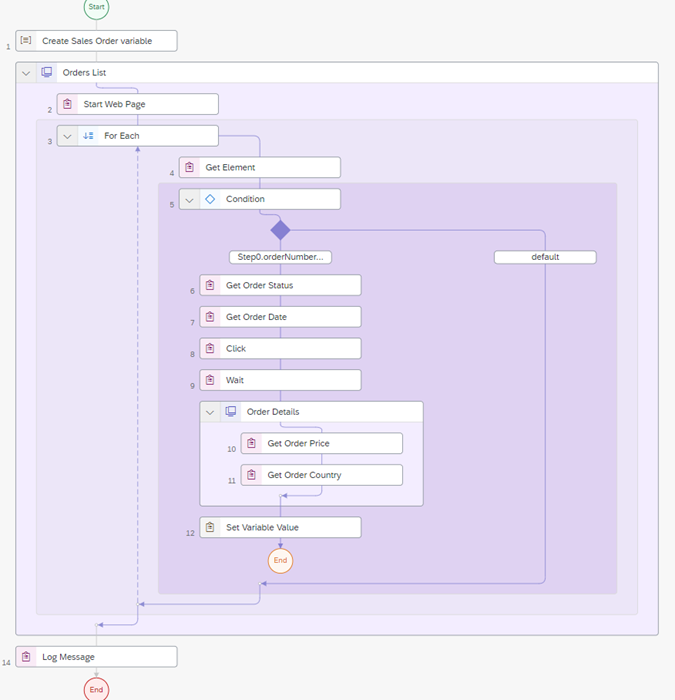 Start
1 Create Sales Order variable
Orders List
2 Start Web Page
3 For Each
4 Get Element
5 Condition
Step0.orderNumber... default
6 Get Order Status
7 Get Order Date
8 Click
9 Wait
Order Details
10 Get Order Price
11 Get Order Country
12 Set Variable Value
End
14 Log Message
End